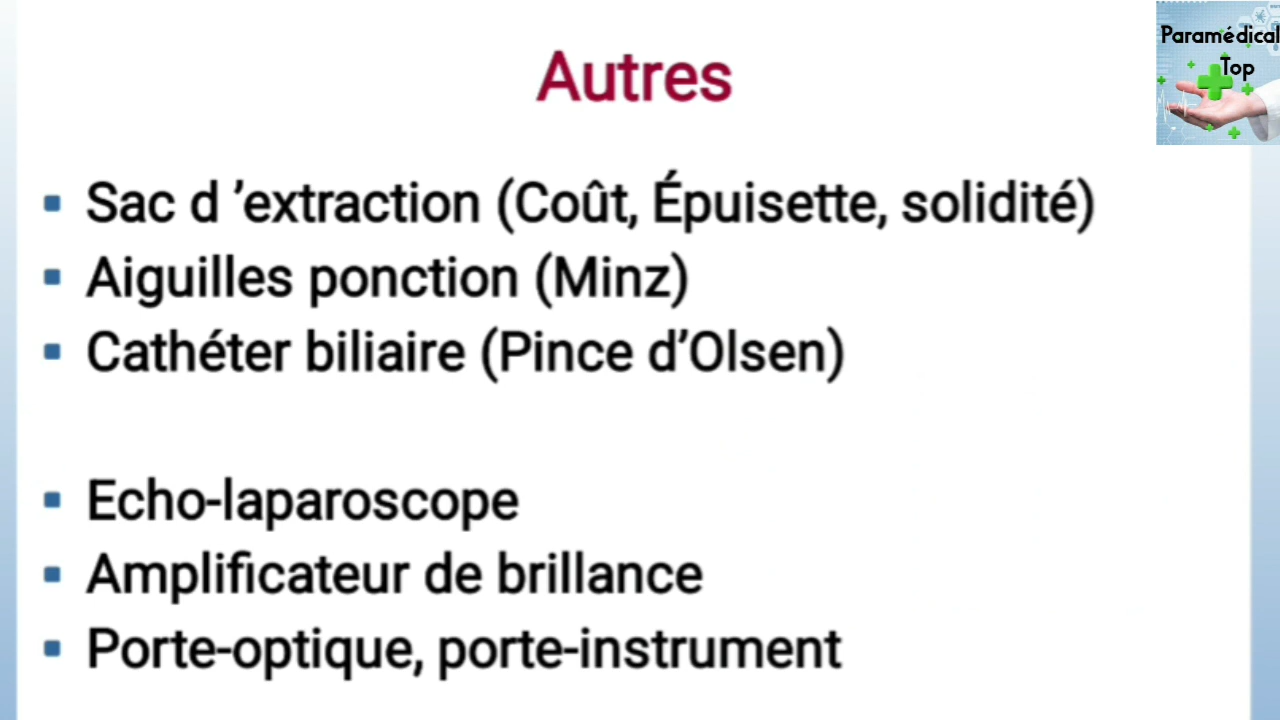 Autres
Paramédical
Top
▪ Sac d ’extraction (Coût, Épuisette, solidité)
▪ Aiguilles ponction (Minz)
▪ Cathéter biliaire (Pince d’Olsen)
▪ Echo-laparoscope
▪ Amplificateur de brillance
▪ Porte-optique, porte-instrument